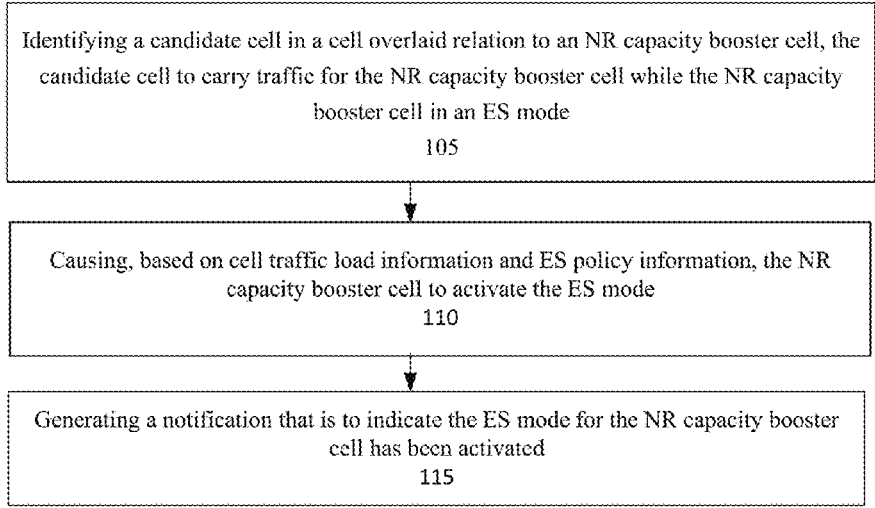 Identifying a candidate cell in a cell overlaid relation to an NR capacity booster cell, the
candidate cell to carry traffic for the NR capacity booster cell while the NR capacity
booster cell in an ES mode
105
Causing, based on cell traffic load information and ES policy information, the NR
capacity booster cell to activate the ES mode
110
Generating a notification that is to indicate the ES mode for the NR capacity booster
cell has been activated
115